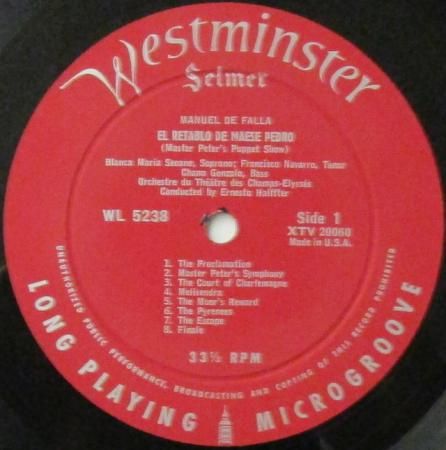 Westminster
Selmer
MANUEL DE FALLA
EL RETABLO DE MAESE PEDRO
(Master Peter's Puppet Show)
Blanca Maria Seoane, Soprano; Francisco Navarro, Tenor
Chano Gonzalo, Bass
Orchestre du Théâtre des Champs-Elysées
Conducted by Ernesto Halffter
WL 5238
Side 1
XTV 20060
Made in U.S.A.
1. The Proclamation
2. Master Peter's Symphony
3. The Court of Charlemagne
4. Melisendra
5. The Moor's Reward
6. The Pyrenees
7. The Escape
8. Finale
33⅓ RPM
UNAUTHORIZED PUBLIC PERFORMANCE, BROADCASTING AND COPYING OF THIS RECORD PROHIBITED
LONG PLAYING MICROGROOVE